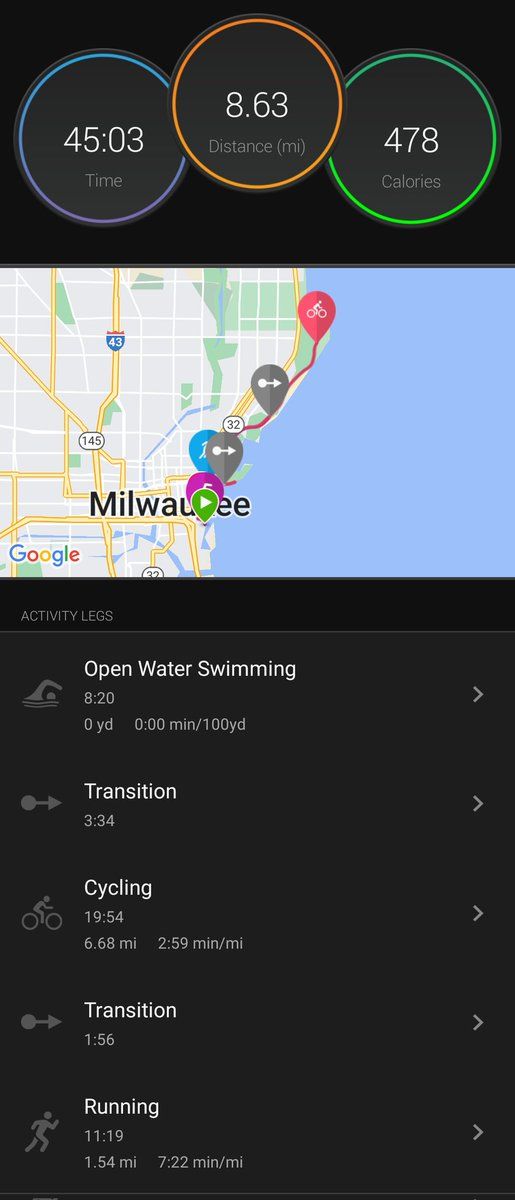 45:03
Time
8.63
Distance (mi)
478
Calories
43
32
145
Milwaukee
Google
32
ACTIVITY LEGS
Open Water Swimming
8:20
0 yd 0:00 min/100yd
Transition
3:34
Cycling
19:54
6.68 mi 2:59 min/mi
Transition
1:56
Running
11:19
1.54 mi 7:22 min/mi